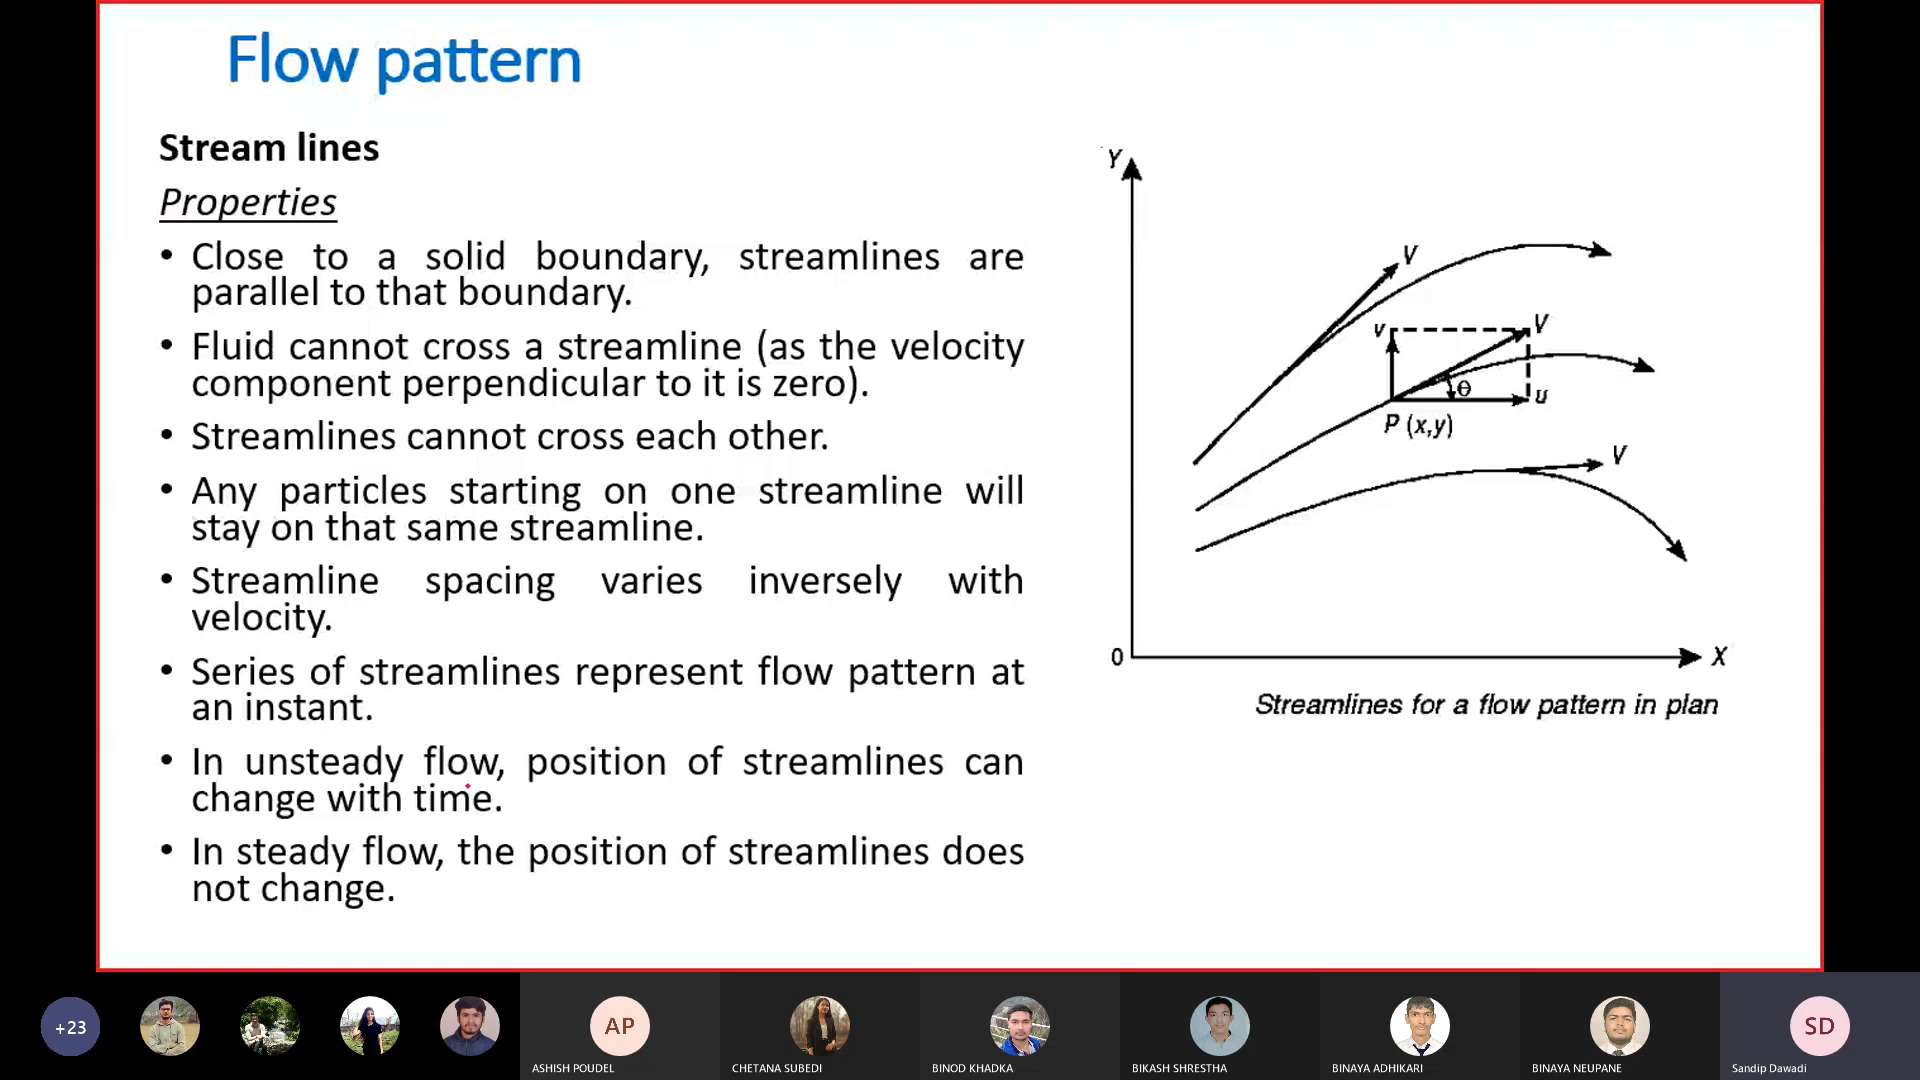 Flow pattern
Stream lines
Properties
• Close to a solid boundary, streamlines are
parallel to that boundary.
• Fluid cannot cross a streamline (as the velocity
component perpendicular to it is zero).
• Streamlines cannot cross each other.
• Any particles starting on one streamline will
stay on that same streamline.
• Streamline spacing varies inversely with
velocity.
• Series of streamlines represent flow pattern at
an instant.
• In unsteady flow, position of streamlines can
change with time.
• In steady flow, the position of streamlines does
not change.
Y
V
v
V
θ
u
P (x,y)
V
0
X
Streamlines for a flow pattern in plan
+23
AP
SD
ASHISH POUDEL
CHETANA SUBEDI
BINOD KHADKA
BIKASH SHRESTHA
BINAYA ADHIKARI
BINAYA NEUPANE
Sandip Dawadi